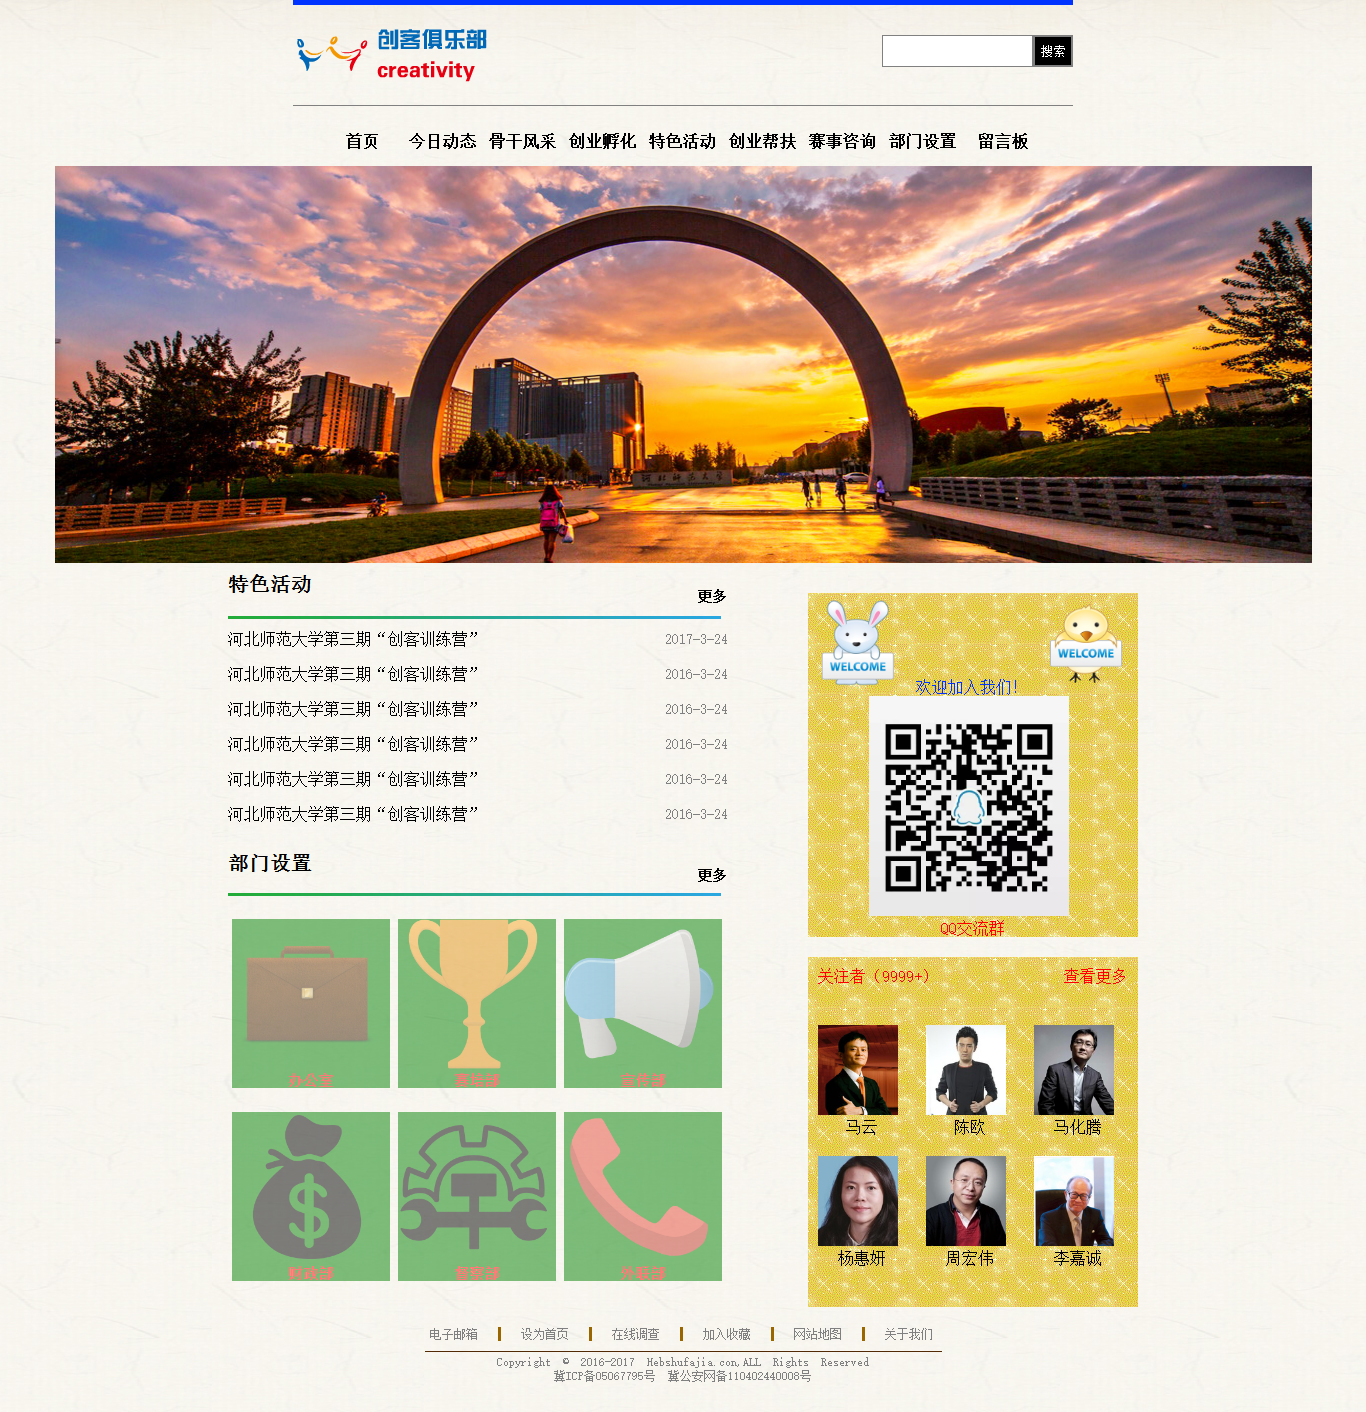 创客俱乐部
creativity
搜索
首页 今日动态 骨干风采 创业孵化 特色活动 创业帮扶 赛事咨询 部门设置 留言板
河北师范大学
特色活动
更多
河北师范大学第三期“创客训练营” 2017-3-24
河北师范大学第三期“创客训练营” 2016-3-24
河北师范大学第三期“创客训练营” 2016-3-24
河北师范大学第三期“创客训练营” 2016-3-24
河北师范大学第三期“创客训练营” 2016-3-24
河北师范大学第三期“创客训练营” 2016-3-24
部门设置
更多
办公室 宣传部
财政部 外联部
WELCOME WELCOME
欢迎加入我们!
QQ交流群
关注者（9999+） 查看更多
马云 陈欧 马化腾
杨惠妍 周宏伟 李嘉诚
电子邮箱 设为首页 在线调查 加入收藏 网站地图 关于我们
Copyright © 2016-2017 Hebshufajia.con,ALL Rights Reserved
冀ICP备05067795号 冀公安网备110402440008号